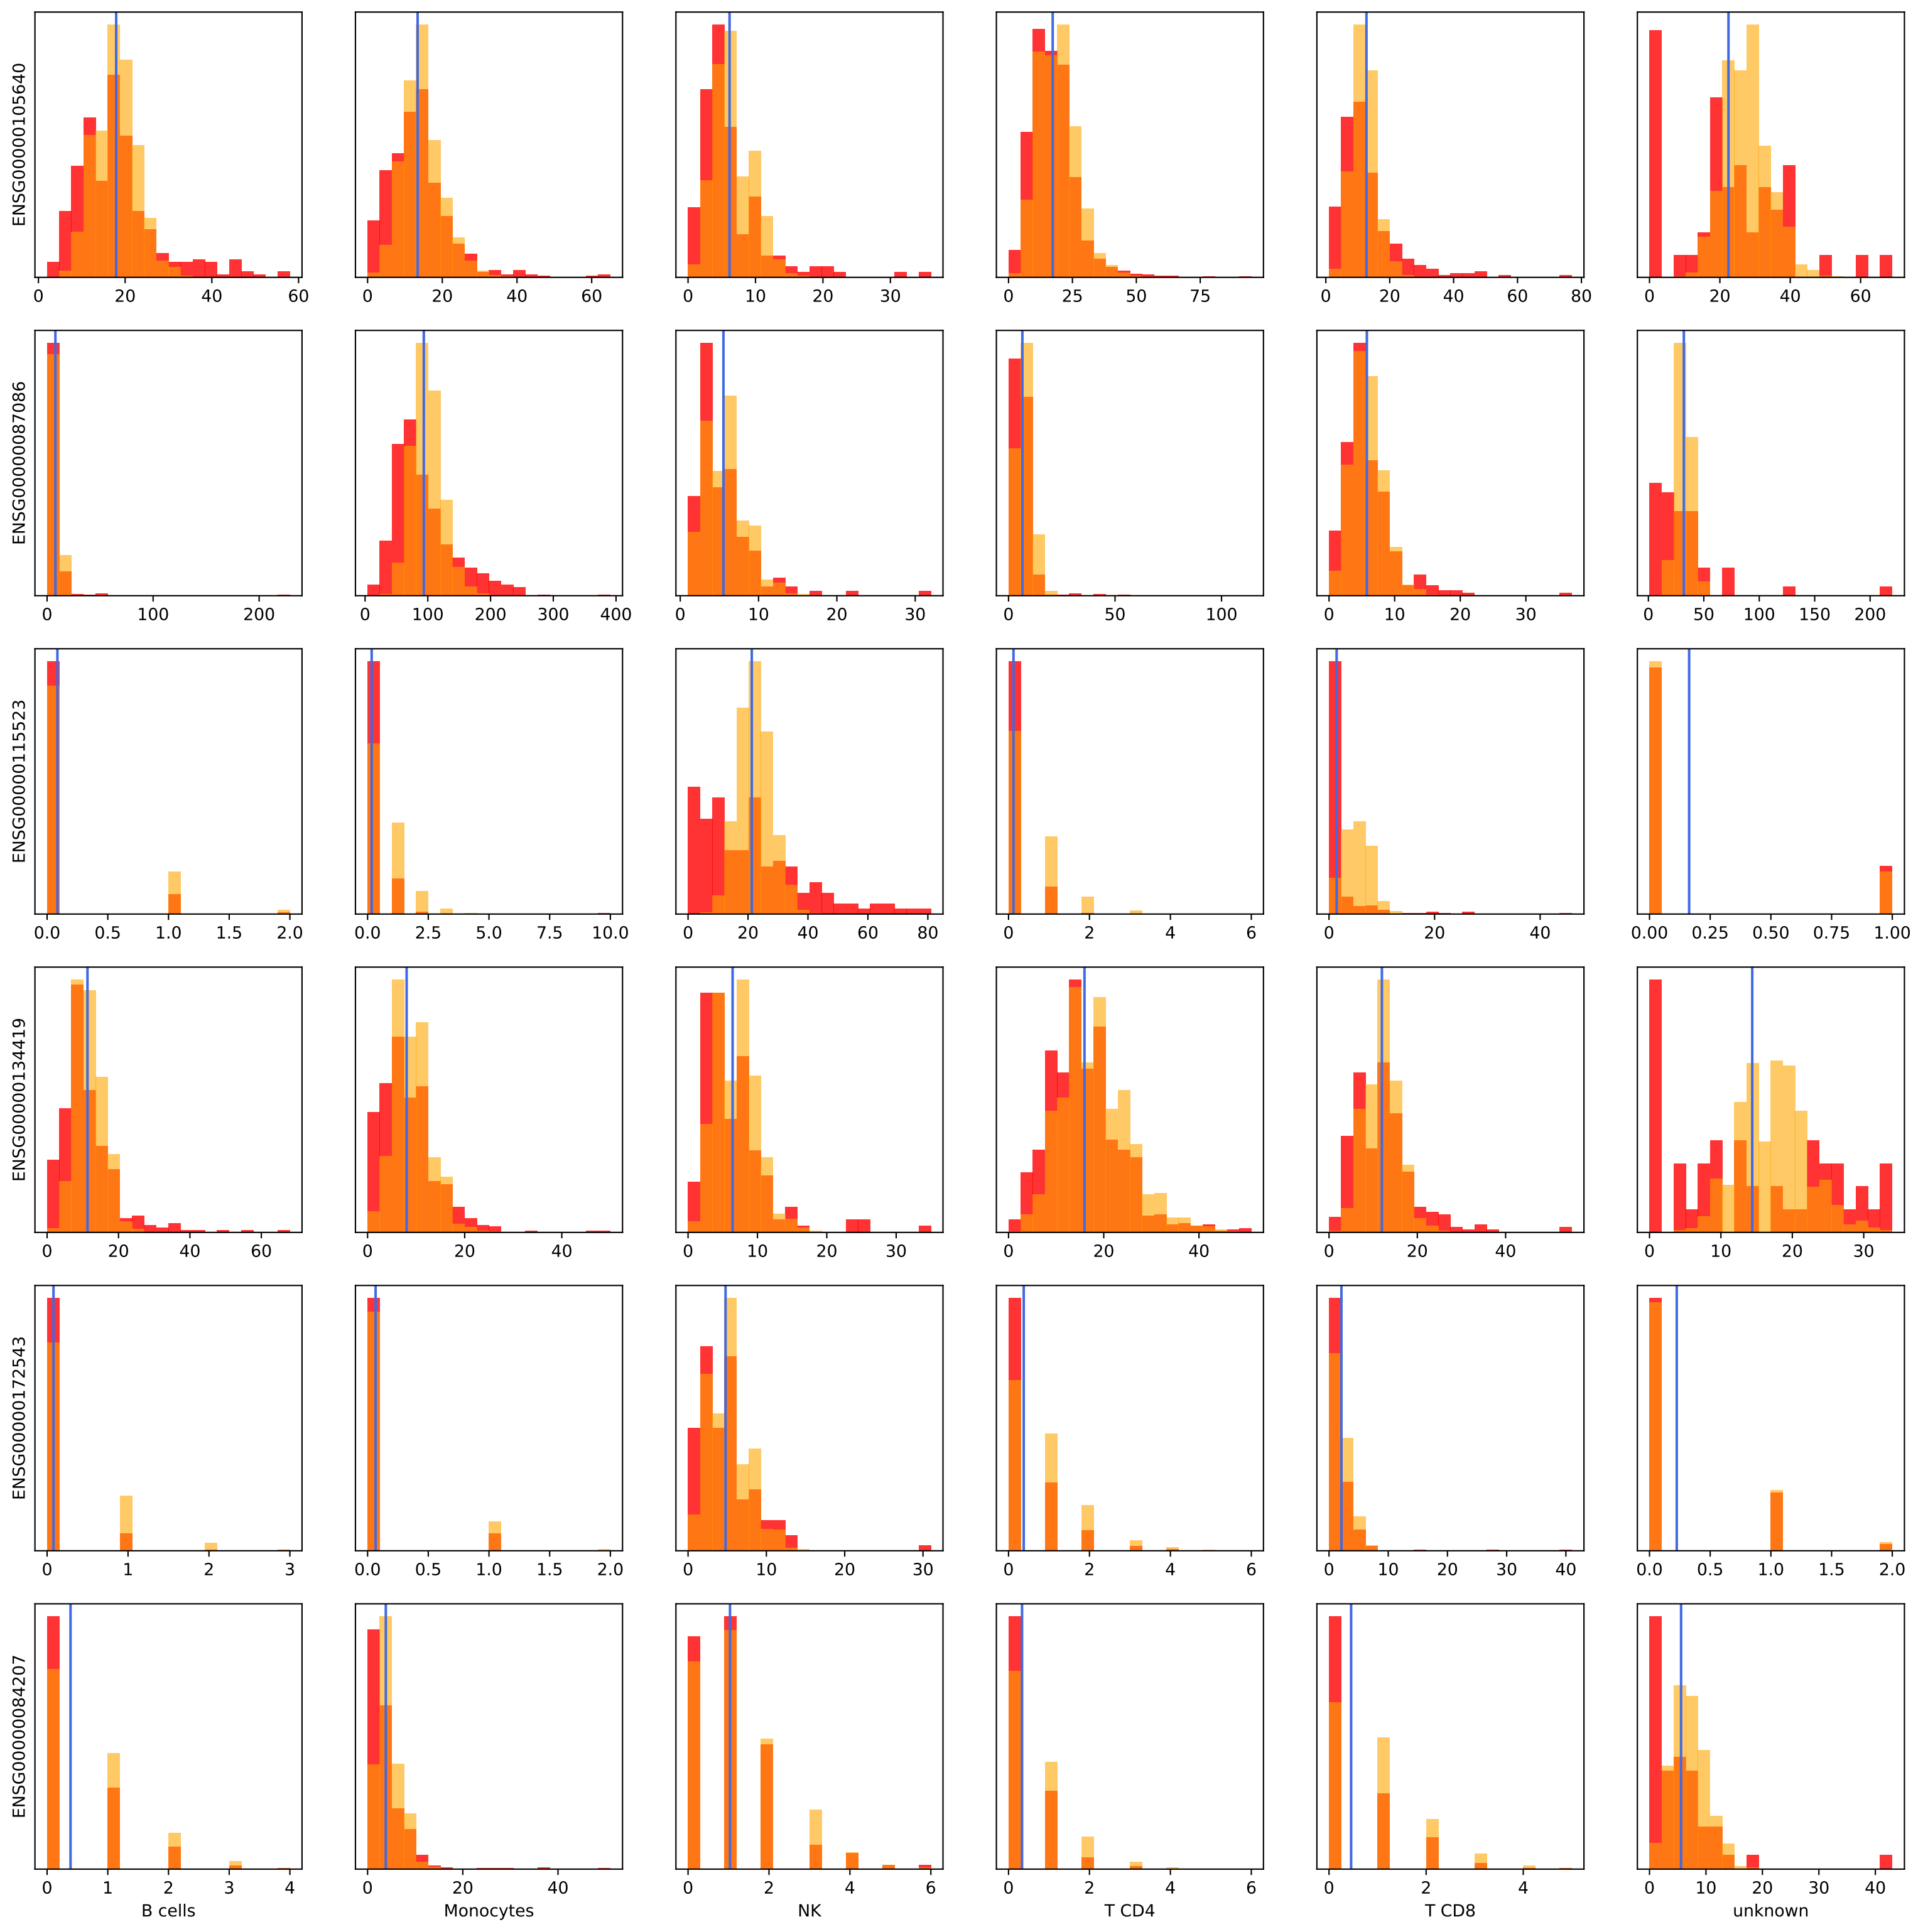 ENSG00000105640
0 20 40 60
0 20 40 60
0 10 20 30
0 25 50 75
0 20 40 60 80
0 20 40 60
ENSG00000087086
0 100 200
0 100 200 300 400
0 10 20 30
0 50 100
0 10 20 30
0 50 100 150 200
ENSG00000115523
0.0 0.5 1.0 1.5 2.0
0.0 2.5 5.0 7.5 10.0
0 20 40 60 80
0 2 4 6
0 20 40
0.00 0.25 0.50 0.75 1.00
ENSG00000134419
0 20 40 60
0 20 40
0 10 20 30
0 20 40
0 20 40
0 10 20 30
ENSG00000172543
0 1 2 3
0.0 0.5 1.0 1.5 2.0
0 10 20 30
0 2 4 6
0 10 20 30 40
0.0 0.5 1.0 1.5 2.0
ENSG00000084207
0 1 2 3 4
0 20 40
0 2 4 6
0 2 4 6
0 2 4
0 10 20 30 40
B cells
Monocytes
NK
T CD4
T CD8
unknown